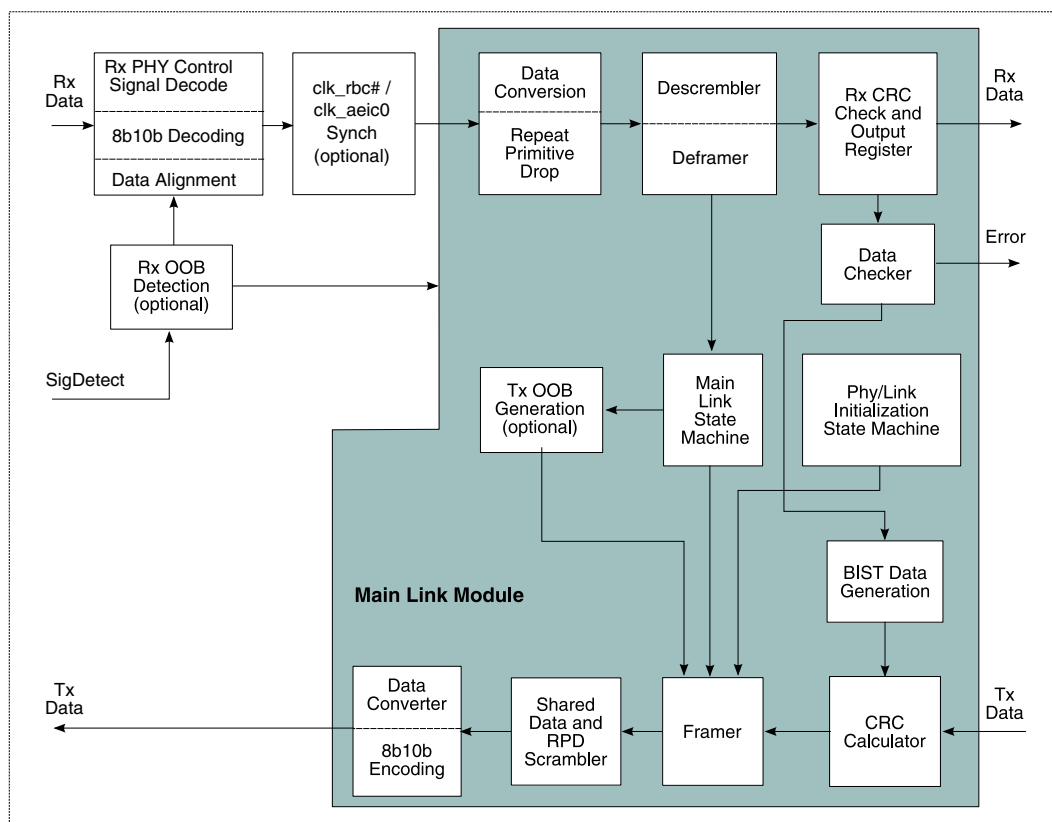 Rx
Data
Rx PHY Control
Signal Decode
8b10b Decoding
Data Alignment
clk_rbc# /
clk_aeic0
Synch
(optional)
Data
Conversion
Repeat
Primitive
Drop
Descrembler
Deframer
Rx CRC
Check and
Output
Register
Rx
Data
Rx OOB
Detection
(optional)
Data
Checker
Error
SigDetect
Tx OOB
Generation
(optional)
Main
Link
State
Machine
Phy/Link
Initialization
State Machine
BIST Data
Generation
Main Link Module
Tx
Data
Data
Converter
8b10b
Encoding
Shared
Data and
RPD
Scrambler
Framer
CRC
Calculator
Tx
Data